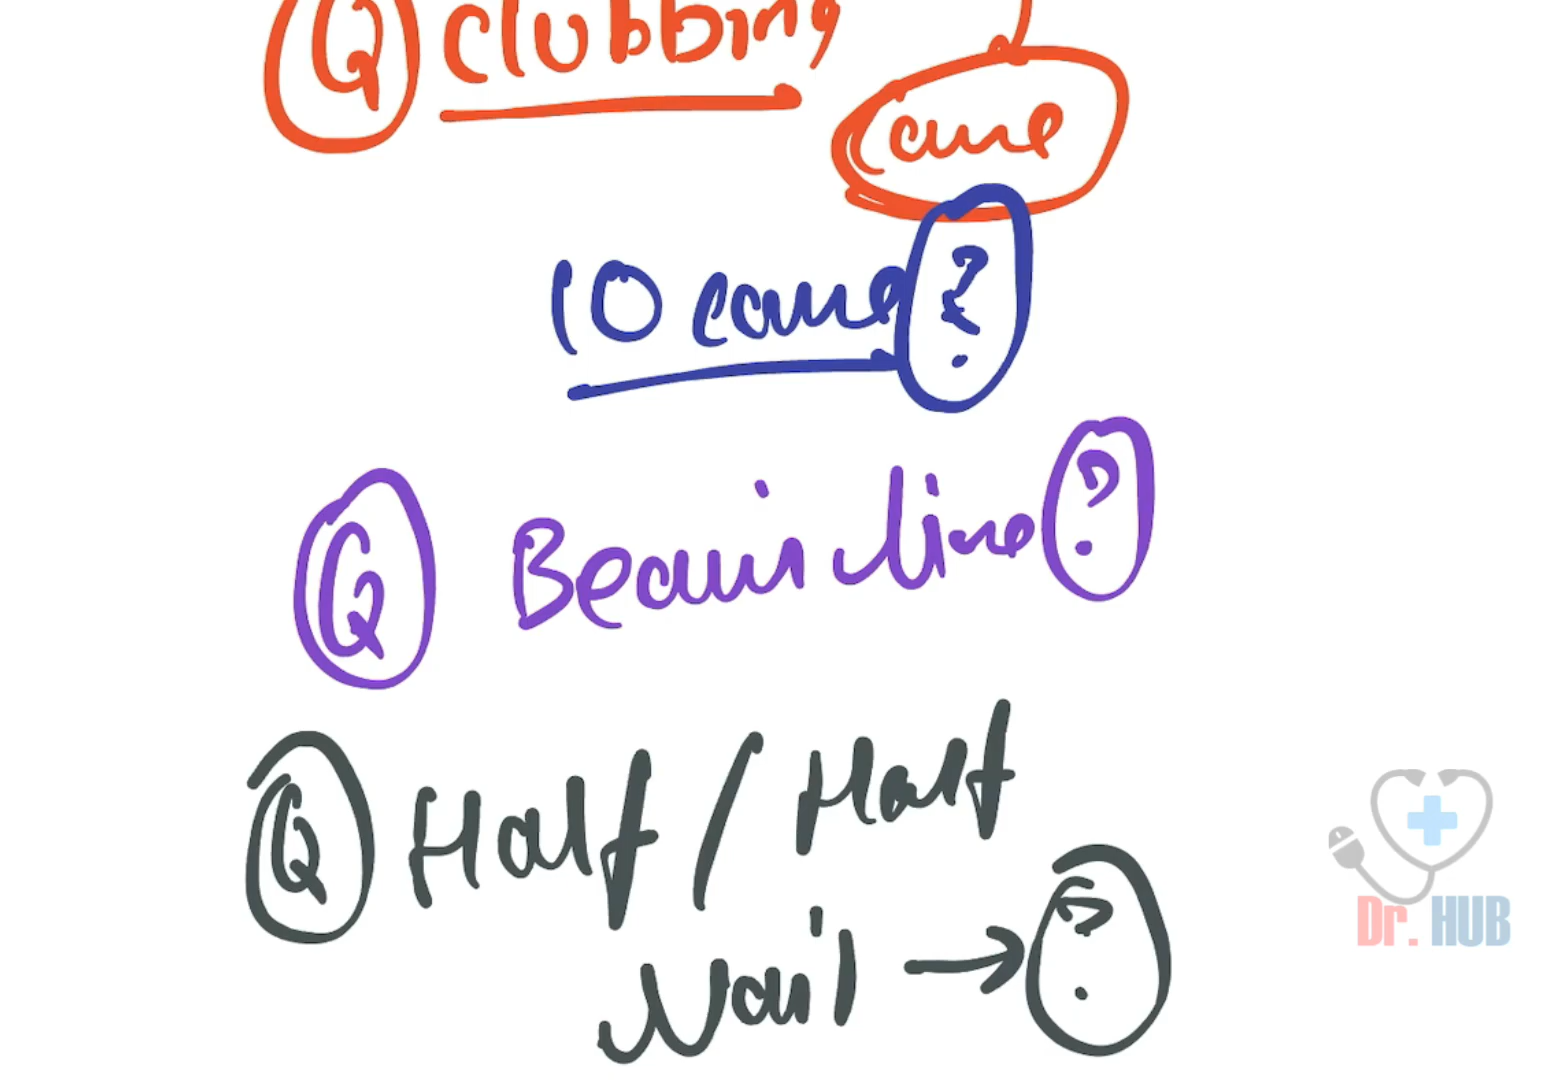 Q clubbing
cause
10 cause ?
Q Beau's line ?
Q Half / Half
Nail → ?
Dr. HUB